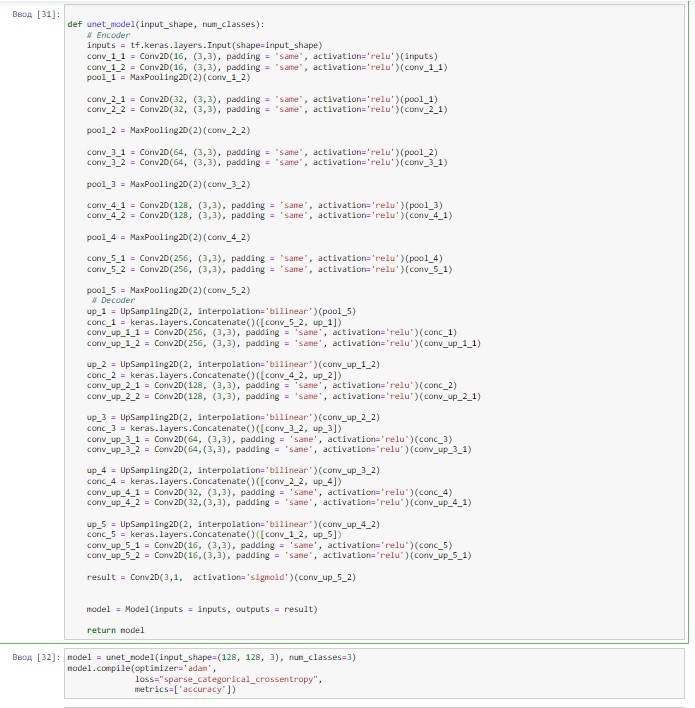 Ввод [31]:
def unet_model(input_shape, num_classes):
    # Encoder
    inputs = tf.keras.layers.Input(shape=input_shape)
    conv_1_1 = Conv2D(16, (3,3), padding = 'same', activation='relu')(inputs)
    conv_1_2 = Conv2D(16, (3,3), padding = 'same', activation='relu')(conv_1_1)
    pool_1 = MaxPooling2D(2)(conv_1_2)
    conv_2_1 = Conv2D(32, (3,3), padding = 'same', activation='relu')(pool_1)
    conv_2_2 = Conv2D(32, (3,3), padding = 'same', activation='relu')(conv_2_1)
    pool_2 = MaxPooling2D(2)(conv_2_2)
    conv_3_1 = Conv2D(64, (3,3), padding = 'same', activation='relu')(pool_2)
    conv_3_2 = Conv2D(64, (3,3), padding = 'same', activation='relu')(conv_3_1)
    pool_3 = MaxPooling2D(2)(conv_3_2)
    conv_4_1 = Conv2D(128, (3,3), padding = 'same', activation='relu')(pool_3)
    conv_4_2 = Conv2D(128, (3,3), padding = 'same', activation='relu')(conv_4_1)
    pool_4 = MaxPooling2D(2)(conv_4_2)
    conv_5_1 = Conv2D(256, (3,3), padding = 'same', activation='relu')(pool_4)
    conv_5_2 = Conv2D(256, (3,3), padding = 'same', activation='relu')(conv_5_1)
    pool_5 = MaxPooling2D(2)(conv_5_2)
     # Decoder
    up_1 = UpSampling2D(2, interpolation='bilinear')(pool_5)
    conc_1 = keras.layers.Concatenate()([conv_5_2, up_1])
    conv_up_1_1 = Conv2D(256, (3,3), padding = 'same', activation='relu')(conc_1)
    conv_up_1_2 = Conv2D(256, (3,3), padding = 'same', activation='relu')(conv_up_1_1)
    up_2 = UpSampling2D(2, interpolation='bilinear')(conv_up_1_2)
    conc_2 = keras.layers.Concatenate()([conv_4_2, up_2])
    conv_up_2_1 = Conv2D(128, (3,3), padding = 'same', activation='relu')(conc_2)
    conv_up_2_2 = Conv2D(128, (3,3), padding = 'same', activation='relu')(conv_up_2_1)
    up_3 = UpSampling2D(2, interpolation='bilinear')(conv_up_2_2)
    conc_3 = keras.layers.Concatenate()([conv_3_2, up_3])
    conv_up_3_1 = Conv2D(64, (3,3), padding = 'same', activation='relu')(conc_3)
    conv_up_3_2 = Conv2D(64,(3,3), padding = 'same', activation='relu')(conv_up_3_1)
    up_4 = UpSampling2D(2, interpolation='bilinear')(conv_up_3_2)
    conc_4 = keras.layers.Concatenate()([conv_2_2, up_4])
    conv_up_4_1 = Conv2D(32, (3,3), padding = 'same', activation='relu')(conc_4)
    conv_up_4_2 = Conv2D(32,(3,3), padding = 'same', activation='relu')(conv_up_4_1)
    up_5 = UpSampling2D(2, interpolation='bilinear')(conv_up_4_2)
    conc_5 = keras.layers.Concatenate()([conv_1_2, up_5])
    conv_up_5_1 = Conv2D(16, (3,3), padding = 'same', activation='relu')(conc_5)
    conv_up_5_2 = Conv2D(16,(3,3), padding = 'same', activation='relu')(conv_up_5_1)
    result = Conv2D(3,1,  activation='sigmoid')(conv_up_5_2)
    model = Model(inputs = inputs, outputs = result)
    return model
Ввод [32]:
model = unet_model(input_shape=(128, 128, 3), num_classes=3)
model.compile(optimizer='adam',
              loss="sparse_categorical_crossentropy",
              metrics=['accuracy'])